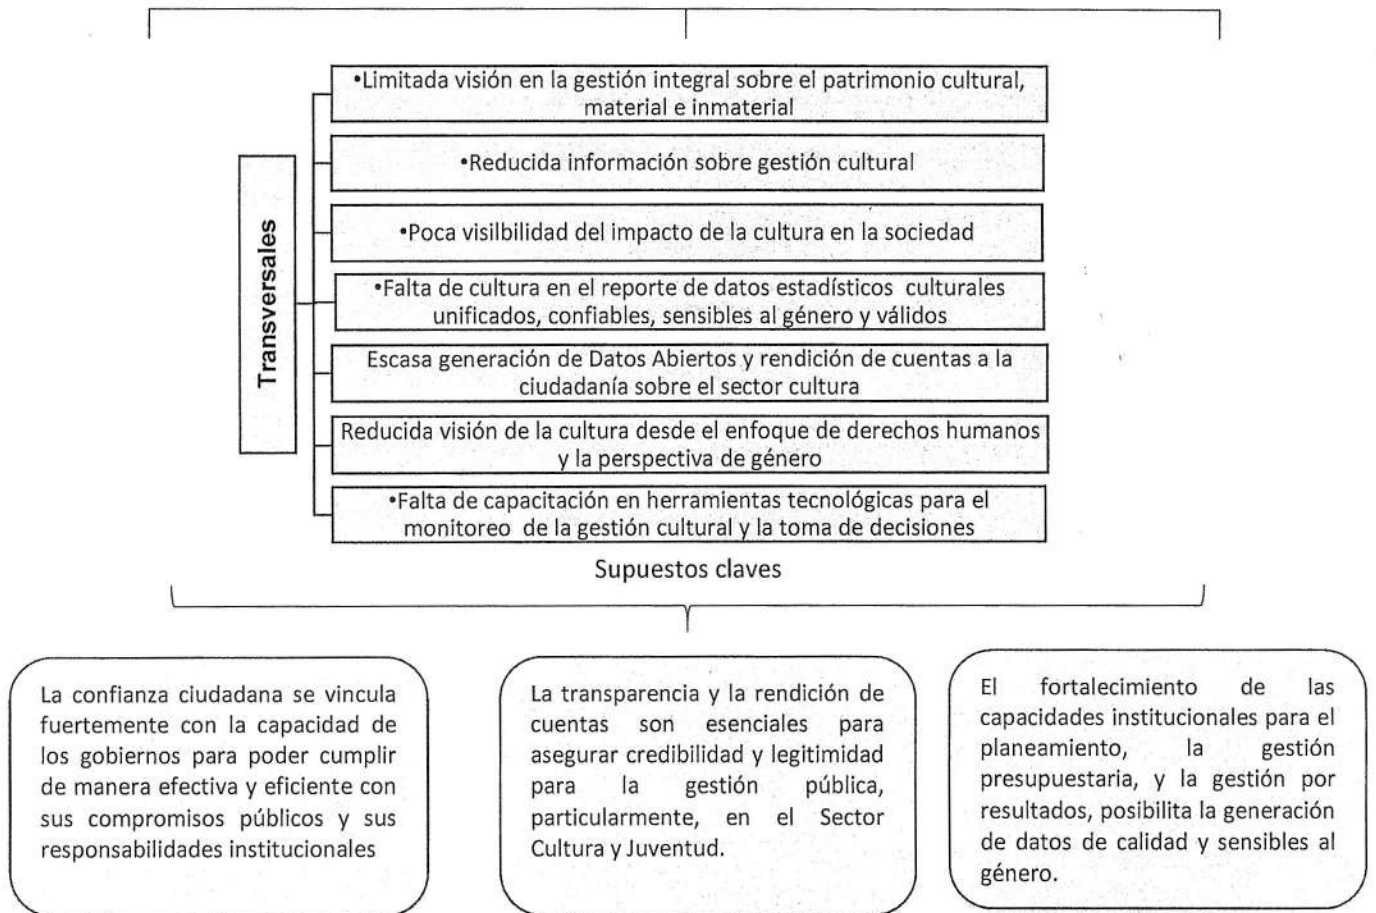 Transversales
•Limitada visión en la gestión integral sobre el patrimonio cultural,
material e inmaterial
•Reducida información sobre gestión cultural
•Poca visilbilidad del impacto de la cultura en la sociedad
•Falta de cultura en el reporte de datos estadísticos culturales
unificados, confiables, sensibles al género y válidos
Escasa generación de Datos Abiertos y rendición de cuentas a la
ciudadanía sobre el sector cultura
Reducida visión de la cultura desde el enfoque de derechos humanos
y la perspectiva de género
•Falta de capacitación en herramientas tecnológicas para el
monitoreo de la gestión cultural y la toma de decisiones
Supuestos claves
La confianza ciudadana se vincula
fuertemente con la capacidad de
los gobiernos para poder cumplir
de manera efectiva y eficiente con
sus compromisos públicos y sus
responsabilidades institucionales
La transparencia y la rendición de
cuentas son esenciales para
asegurar credibilidad y legitimidad
para la gestión pública,
particularmente, en el Sector
Cultura y Juventud.
El fortalecimiento de las
capacidades institucionales para el
planeamiento, la gestión
presupuestaria, y la gestión por
resultados, posibilita la generación
de datos de calidad y sensibles al
género.